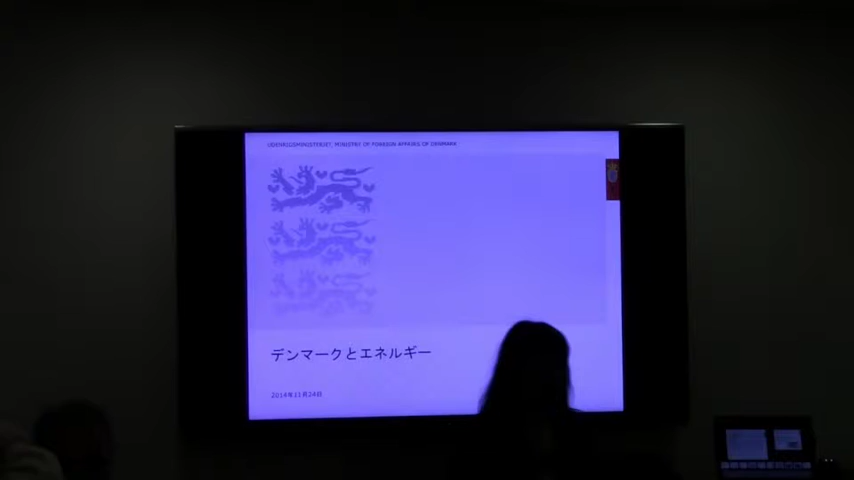 UDENRIGSMINISTERIET, MINISTRY OF FOREIGN AFFAIRS OF DENMARK
デンマークとエネルギー
2014年11月24日